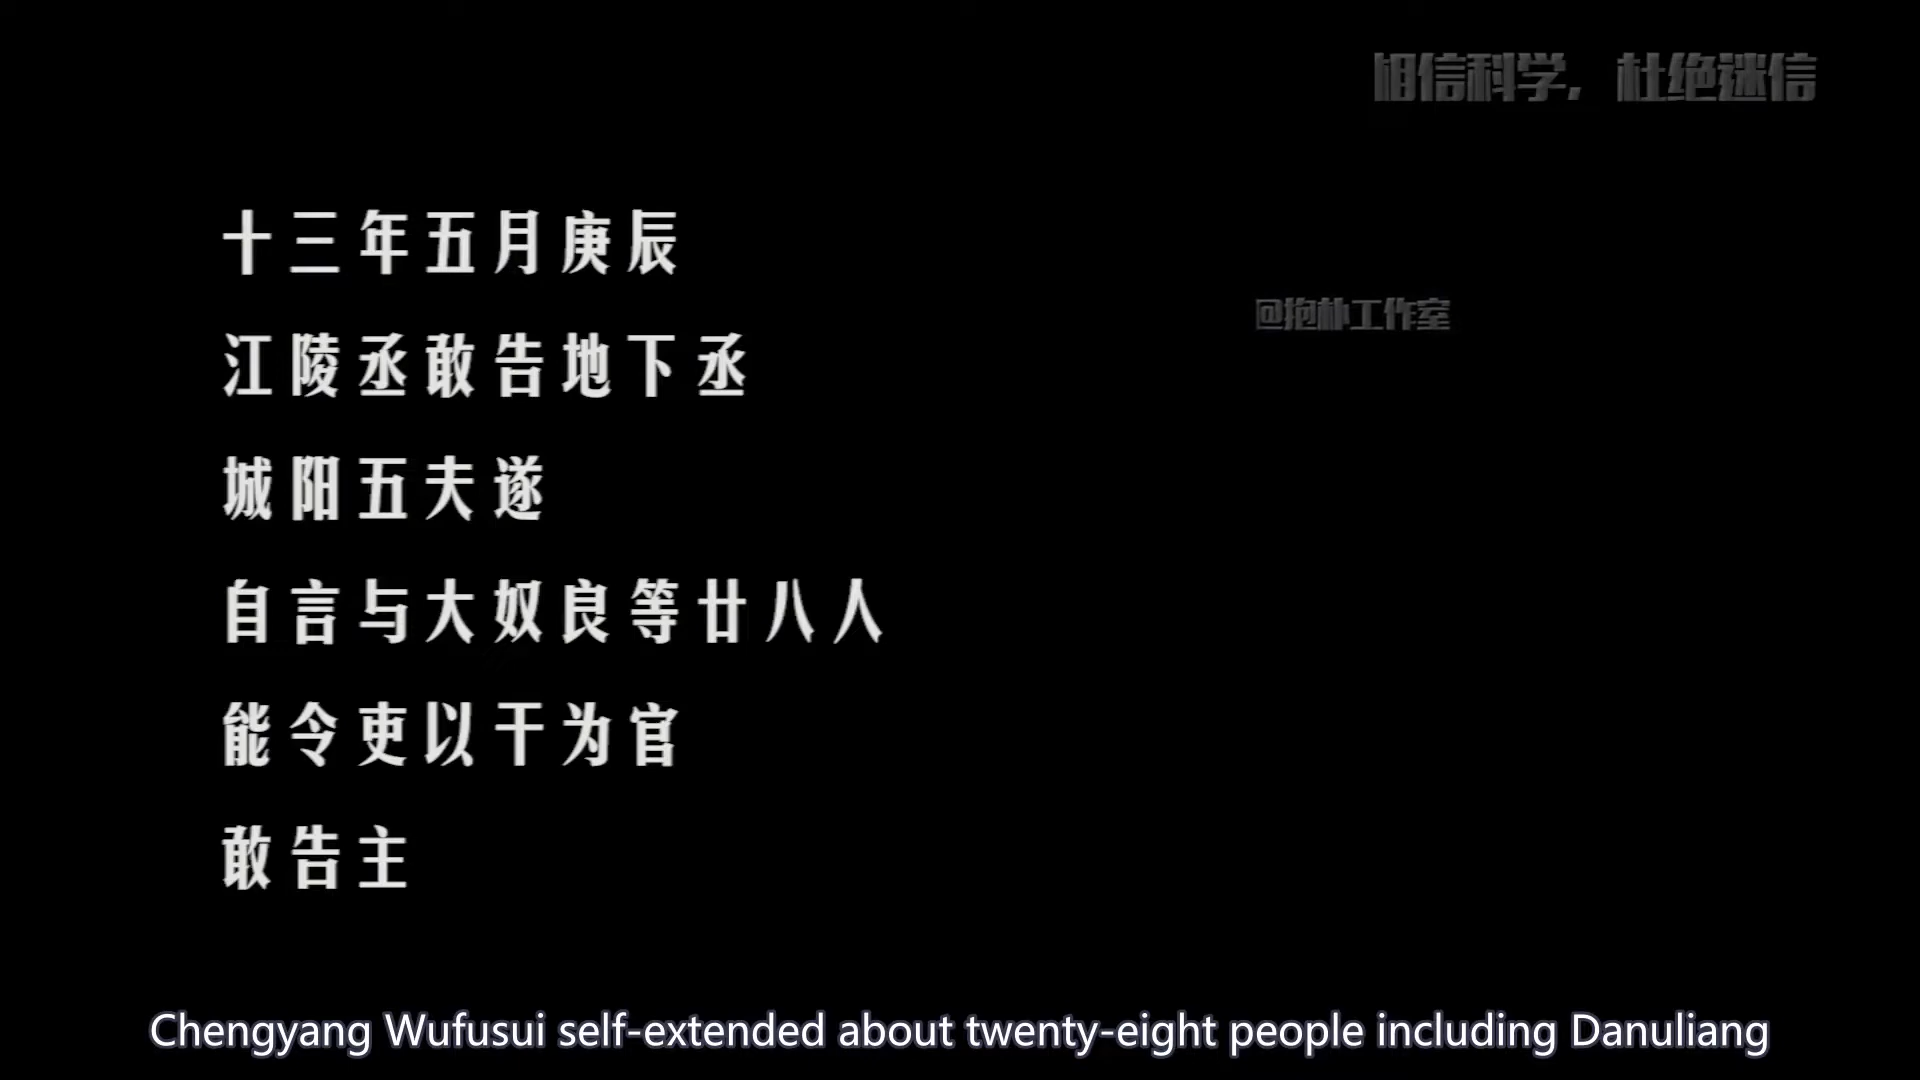 相信科学，杜绝迷信
十三年五月庚辰
@抱朴工作室
江陵丞敢告地下丞
城阳五夫遂
自言与大奴良等廿八人
能令吏以干为官
敢告主
Chengyang Wufusui self-extended about twenty-eight people including Danuliang